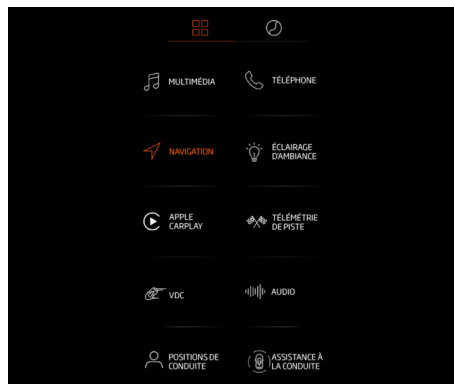 MULTIMÉDIA
TÉLÉPHONE
NAVIGATION
ÉCLAIRAGE
D'AMBIANCE
APPLE
CARPLAY
TÉLÉMÉTRIE
DE PISTE
VDC
AUDIO
POSITIONS DE
CONDUITE
ASSISTANCE À
LA CONDUITE